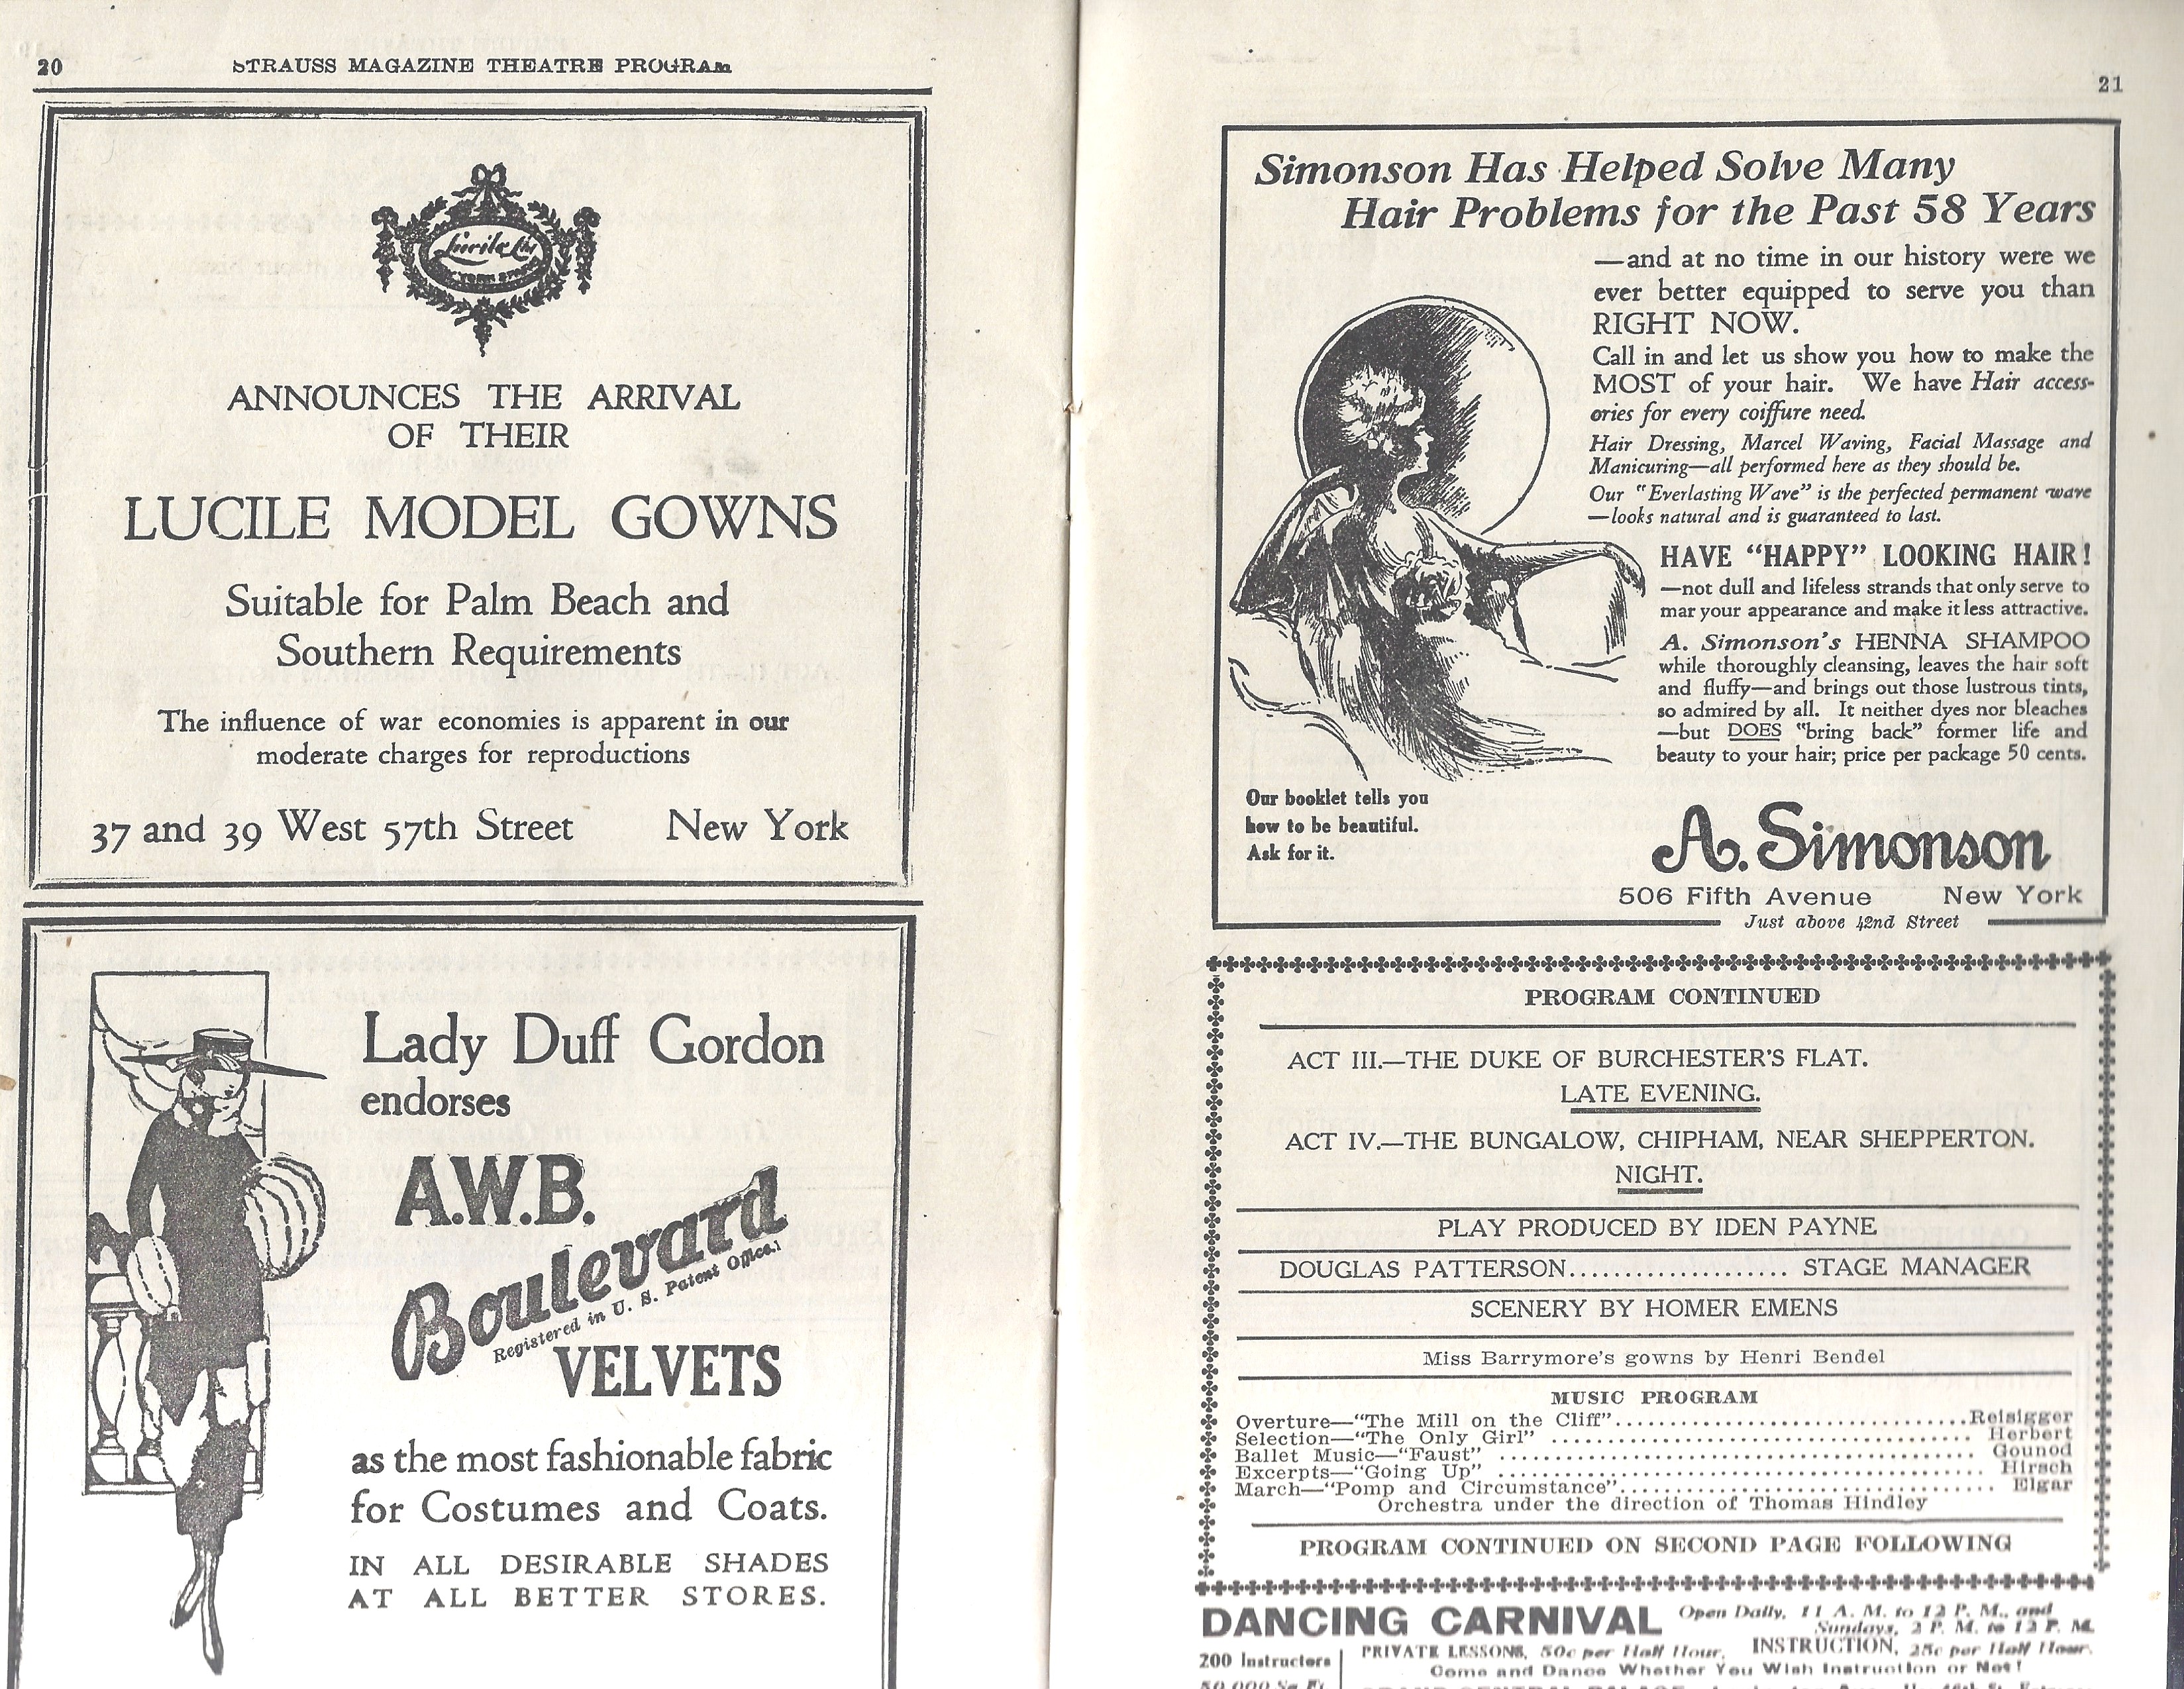 20
STRAUSS MAGAZINE THEATRE PROGRAM
Lucile Ltd
ANNOUNCES THE ARRIVAL
OF THEIR
LUCILE MODEL GOWNS
Suitable for Palm Beach and
Southern Requirements
The influence of war economies is apparent in our
moderate charges for reproductions
37 and 39 West 57th Street New York
Lady Duff Gordon
endorses
A.W.B.
Boulevard
Registered in U. S. Patent Office.)
VELVETS
as the most fashionable fabric
for Costumes and Coats.
IN ALL DESIRABLE SHADES
AT ALL BETTER STORES.
21
Simonson Has Helped Solve Many
Hair Problems for the Past 58 Years
—and at no time in our history were we
ever better equipped to serve you than
RIGHT NOW.
Call in and let us show you how to make the
MOST of your hair. We have Hair access-
ories for every coiffure need.
Hair Dressing, Marcel Waving, Facial Massage and
Manicuring—all performed here as they should be.
Our "Everlasting Wave" is the perfected permanent wave
—looks natural and is guaranteed to last.
HAVE "HAPPY" LOOKING HAIR!
—not dull and lifeless strands that only serve to
mar your appearance and make it less attractive.
A. Simonson's HENNA SHAMPOO
while thoroughly cleansing, leaves the hair soft
and fluffy—and brings out those lustrous tints,
so admired by all. It neither dyes nor bleaches
—but DOES "bring back" former life and
beauty to your hair; price per package 50 cents.
Our booklet tells you
how to be beautiful.
Ask for it.
A. Simonson
506 Fifth Avenue New York
Just above 42nd Street
PROGRAM CONTINUED
ACT III.—THE DUKE OF BURCHESTER'S FLAT.
LATE EVENING.
ACT IV.—THE BUNGALOW, CHIPHAM, NEAR SHEPPERTON.
NIGHT.
PLAY PRODUCED BY IDEN PAYNE
DOUGLAS PATTERSON.................... STAGE MANAGER
SCENERY BY HOMER EMENS
Miss Barrymore's gowns by Henri Bendel
MUSIC PROGRAM
Overture—"The Mill on the Cliff"....................................Reisigger
Selection—"The Only Girl" ........................................... Herbert
Ballet Music—"Faust" ................................................ Gounod
Excerpts—"Going Up" ................................................. Hirsch
March—"Pomp and Circumstance"...................................... Elgar
Orchestra under the direction of Thomas Hindley
PROGRAM CONTINUED ON SECOND PAGE FOLLOWING
DANCING CARNIVAL
Open Daily, 11 A. M. to 12 P. M., and
Sundays, 2 P. M. to 12 P. M.
200 Instructors
PRIVATE LESSONS, 50c per Half Hour, INSTRUCTION, 25c per Half Hour.
Come and Dance Whether You Wish Instruction or Not!
50,000 Sq. Ft.
GRAND CENTRAL PALACE